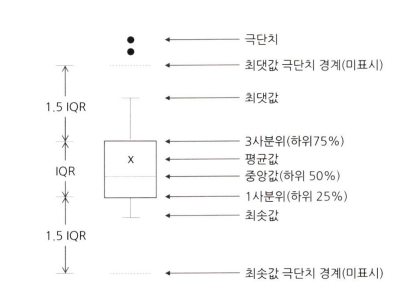 극단치
최댓값 극단치 경계(미표시)
최댓값
1.5 IQR
3사분위(하위75%)
X
평균값
IQR
중앙값(하위 50%)
1사분위(하위 25%)
최솟값
1.5 IQR
최솟값 극단치 경계(미표시)